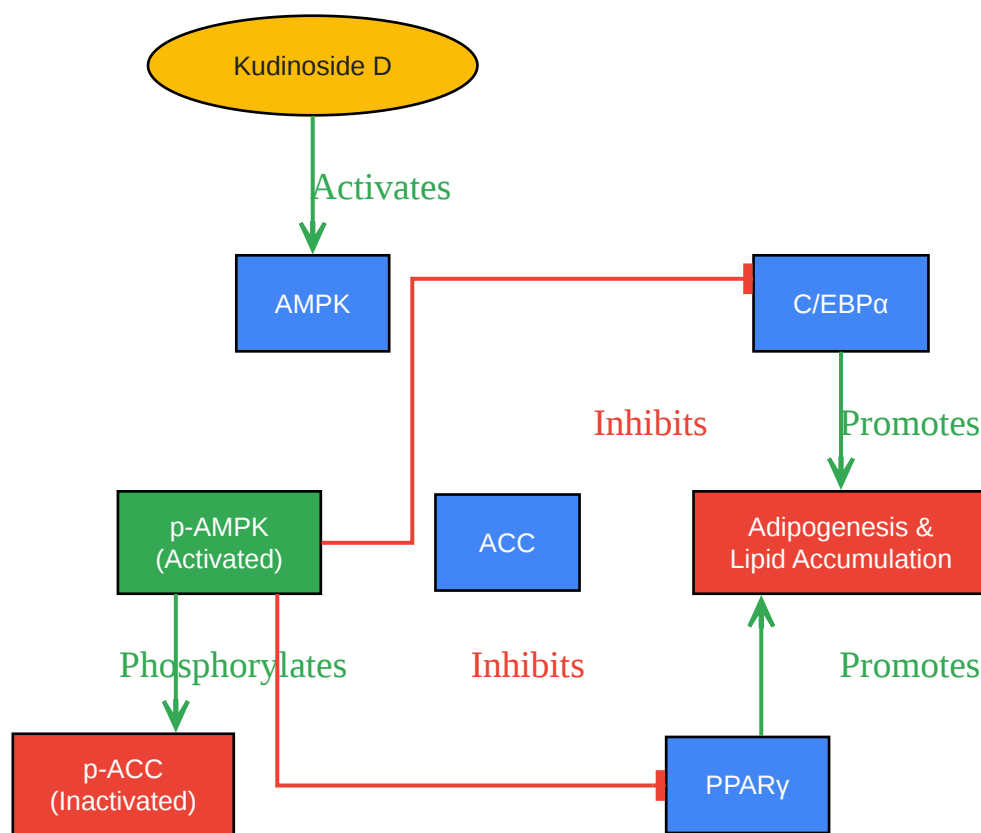 Kudinoside D
Activates
AMPK
C/EBPα
Inhibits
Promotes
p-AMPK
(Activated)
ACC
Adipogenesis &
Lipid Accumulation
Phosphorylates
Inhibits
Promotes
p-ACC
(Inactivated)
PPARγ